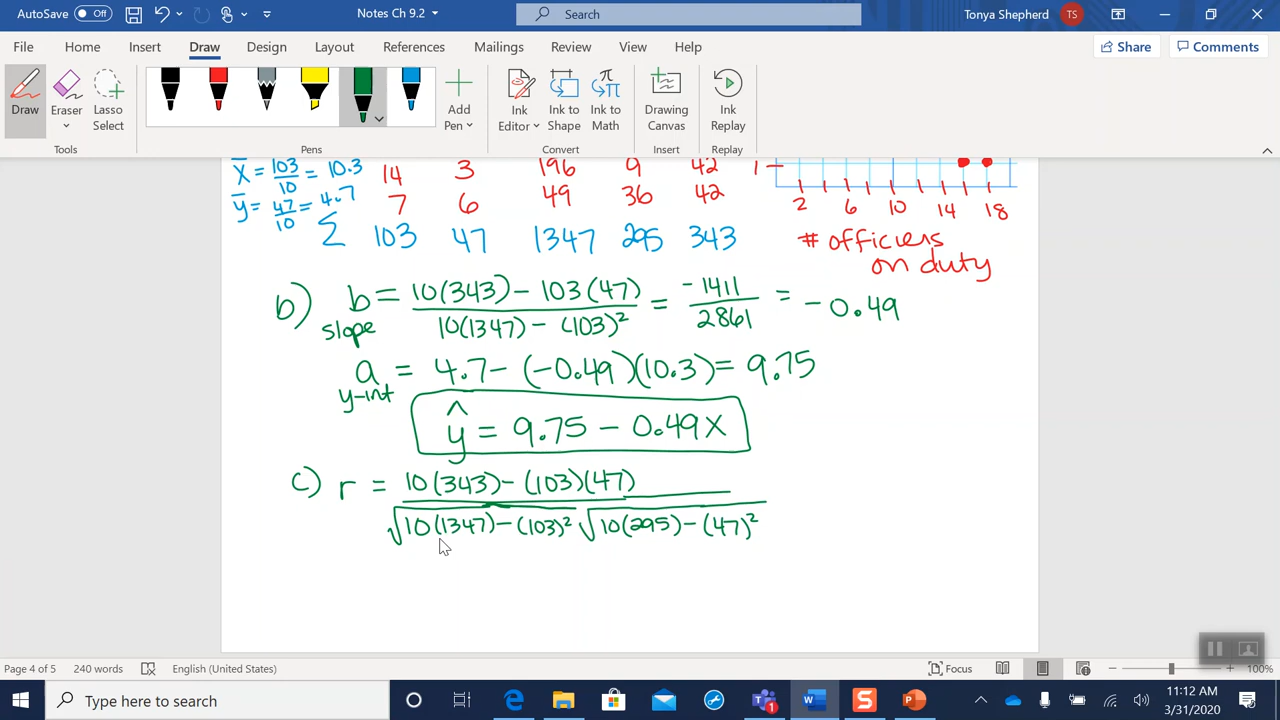 AutoSave Off Notes Ch 9.2 Search Tonya Shepherd TS
File Home Insert Draw Design Layout References Mailings Review View Help Share Comments
Draw Eraser Lasso Select Add Pen Ink Editor Ink to Shape Ink to Math Drawing Canvas Ink Replay
Tools Pens Convert Insert Replay
x̄ = 103/10 = 10.3 14 3 196 9 42 1
ȳ = 47/10 = 4.7 7 6 49 36 42 2 6 10 14 18
Σ 103 47 1347 295 343 # officers
on duty
b) b = (10(343) - 103(47))/(10(1347) - (103)²) = -1411/2861 = -0.49
slope
a = 4.7 - (-0.49)(10.3) = 9.75
y-int
ŷ = 9.75 - 0.49X
c) r = 10(343) - (103)(47)
√10(1347) - (103)² √10(295) - (47)²
Page 4 of 5 240 words English (United States) Focus 100%
Type here to search 1 11:12 AM
3/31/2020